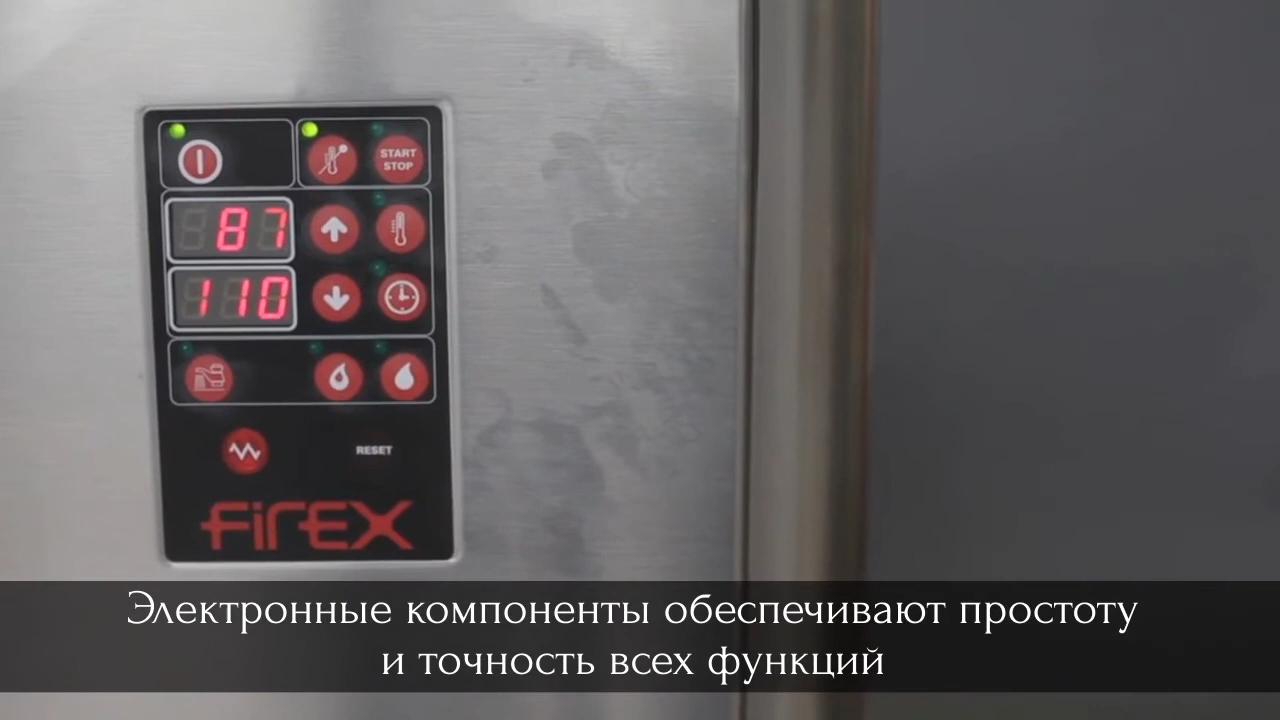 START
STOP
87
110
RESET
FIREX
Электронные компоненты обеспечивают простоту
и точность всех функций